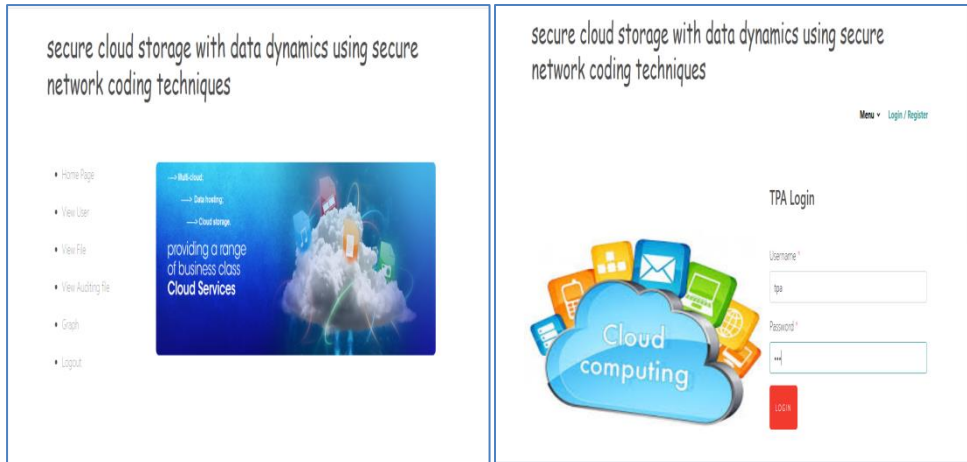 secure cloud storage with data dynamics using secure
network coding techniques
Home Page
View User
View File
View Auditing file
Graph
Logout
---> Multi-cloud;
---> Data hosting;
---> Cloud storage.
providing a range
of business class
Cloud Services
secure cloud storage with data dynamics using secure
network coding techniques
Menu Login / Register
TPA Login
Username *
tpa
Password *
•••
LOGIN
Cloud
computing